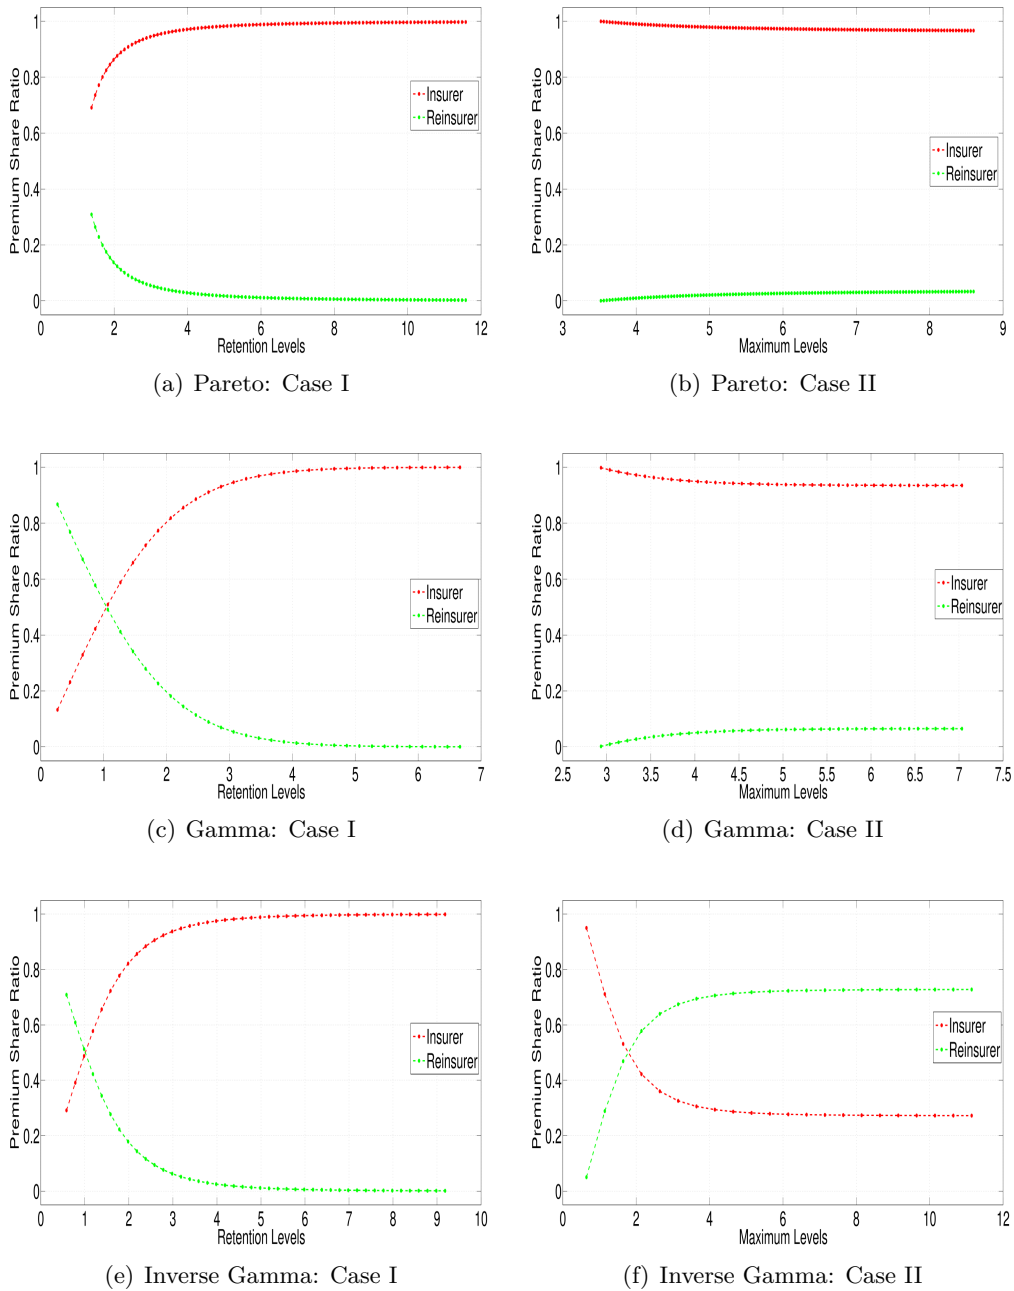 Premium Share Ratio
1
0.8
0.6
0.4
0.2
0
0 2 4 6 8 10 12
Retention Levels
Insurer
Reinsurer
(a) Pareto: Case I
Premium Share Ratio
1
0.8
0.6
0.4
0.2
0
3 4 5 6 7 8 9
Maximum Levels
Insurer
Reinsurer
(b) Pareto: Case II
Premium Share Ratio
1
0.8
0.6
0.4
0.2
0
0 1 2 3 4 5 6 7
Retention Levels
Insurer
Reinsurer
(c) Gamma: Case I
Premium Share Ratio
1
0.8
0.6
0.4
0.2
0
2.5 3 3.5 4 4.5 5 5.5 6 6.5 7 7.5
Maximum Levels
Insurer
Reinsurer
(d) Gamma: Case II
Premium Share Ratio
1
0.8
0.6
0.4
0.2
0
0 1 2 3 4 5 6 7 8 9 10
Retention Levels
Insurer
Reinsurer
(e) Inverse Gamma: Case I
Premium Share Ratio
1
0.8
0.6
0.4
0.2
0
0 2 4 6 8 10 12
Maximum Levels
Insurer
Reinsurer
(f) Inverse Gamma: Case II